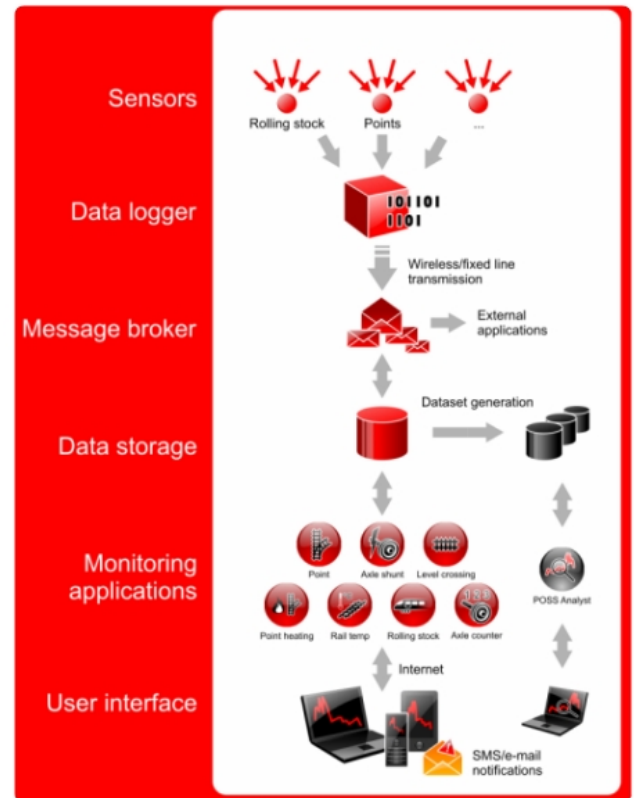 Sensors
Rolling stock
Points
...
Data logger
101101
1101
Wireless/fixed line
transmission
Message broker
External
applications
Data storage
Dataset generation
Monitoring
applications
Point
Axle shunt
Level crossing
Point heating
Rail temp
Rolling stock
123
Axle counter
POSS Analyst
User interface
Internet
SMS/e-mail
notifications